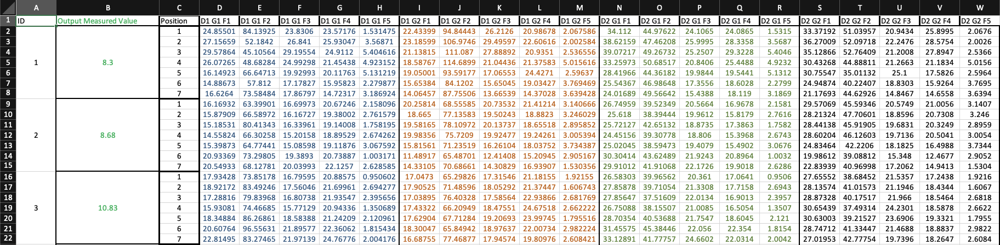 A B C D E F G H I J K L M N O P Q R S T U V W
1 ID Output Measured Value Position D1 G1 F1 D1 G1 F2 D1 G1 F3 D1 G1 F4 D1 G1 F5 D1 G2 F1 D1 G2 F2 D1 G2 F3 D1 G2 F4 D1 G2 F5 D2 G1 F1 D2 G1 F2 D2 G1 F3 D2 G1 F4 D2 G1 F5 D2 G2 F1 D2 G2 F2 D2 G2 F3 D2 G2 F4 D2 G2 F5
2 1 24.85501 84.13925 23.8306 23.57176 1.531475 22.43399 94.84443 26.2126 20.98678 2.067586 34.112 44.97622 24.1065 24.0865 1.5315 33.37192 51.03957 20.9434 25.8995 2.0676
3 2 27.15659 52.1842 26.841 25.93047 3.56871 23.18599 106.9746 29.49597 22.60616 2.002584 38.62159 47.46208 25.9995 28.3358 3.5687 36.27009 52.09718 22.2476 28.5754 2.0026
4 3 29.57864 45.10564 29.19554 24.9112 5.404616 21.13815 111.087 27.88892 20.9351 2.536556 39.07217 49.26732 25.2507 29.3228 5.4046 35.12866 52.76409 21.2008 27.8947 2.5366
5 1 8.3 4 26.07265 48.68284 24.99298 21.45438 4.923152 18.58767 114.6899 21.04436 21.37583 5.015616 33.25973 50.68517 20.8406 25.4488 4.9232 30.43268 44.88811 21.2663 21.1834 5.0156
6 5 16.14923 66.64713 19.92993 20.11763 5.131219 19.05001 93.59177 17.06553 24.4271 2.59637 28.41966 44.36182 19.9844 19.5441 5.1312 30.75547 35.01132 25.1 17.5826 2.5964
7 6 14.88673 57.812 17.17827 15.95823 2.279877 15.65384 84.1202 15.65045 19.03427 3.769469 25.54367 46.98648 17.3556 18.6028 2.2799 24.94874 40.22407 18.8303 15.9264 3.7695
8 7 16.6264 73.58484 17.86797 14.72317 3.186924 14.06457 87.75506 13.66539 14.37028 3.639428 24.01689 49.56642 15.4388 18.119 3.1869 21.17693 44.62926 14.8467 14.6558 3.6394
9 1 16.16932 63.39901 16.69973 20.67246 2.158096 20.25814 68.55585 20.73532 21.41214 3.140666 26.74959 39.52349 20.5664 16.9678 2.1581 29.57069 45.59346 20.5749 21.0056 3.1407
10 2 15.87909 66.58972 16.16727 19.38002 2.761579 18.665 77.13583 19.50243 18.8823 3.246029 25.618 38.39444 19.9612 15.8179 2.7616 28.21324 47.70601 18.8596 20.7308 3.246
11 3 15.18531 80.41343 16.33961 19.14008 1.758195 19.58165 78.10972 20.13737 18.65518 2.895852 25.72127 42.65132 18.8735 17.3863 1.7582 28.44138 45.91905 19.6831 20.3249 2.8959
12 2 8.68 4 14.55824 66.30258 15.20158 18.89529 2.674262 19.98356 75.7209 19.92477 19.24261 3.005394 24.45156 39.30778 18.806 15.3968 2.6743 28.60204 46.12603 19.7136 20.5041 3.0054
13 5 15.39873 64.77441 15.08598 19.11876 3.067592 15.81561 71.23519 16.26104 18.03752 3.734387 25.02045 38.59473 19.4079 15.4902 3.0676 24.83464 42.2206 18.1825 16.4988 3.7344
14 6 20.93369 73.29805 19.3893 20.73887 1.003171 11.48917 65.48701 12.41408 15.20945 2.905167 30.30414 43.62489 21.9243 20.8964 1.0032 19.98612 39.08812 15.348 12.4677 2.9052
15 7 20.54933 68.12781 20.03993 22.1257 2.628585 14.33105 70.68661 14.30829 16.93907 1.530356 29.91012 41.91068 22.1726 19.9018 2.6286 22.83939 40.96998 17.2062 14.9413 1.5304
16 1 17.93428 73.85178 16.79595 20.88575 0.950602 17.0473 65.29826 17.31546 21.18155 1.92155 26.58303 39.96562 20.361 17.0641 0.9506 27.65552 38.68452 21.5357 17.2438 1.9216
17 2 18.92172 83.49246 17.56046 21.69961 2.694277 17.90525 71.48596 18.05292 21.37447 1.606743 27.85878 39.71054 21.3308 17.7158 2.6943 28.13574 41.01573 21.1946 18.4344 1.6067
18 3 17.28816 79.83968 16.80738 21.93547 2.395656 17.03895 76.40328 17.58564 22.93866 2.681769 27.85647 37.51609 22.0134 16.9013 2.3957 28.87328 40.17517 21.966 18.5464 2.6818
19 3 10.83 4 15.93081 74.46685 15.77129 20.94336 1.350689 17.43322 66.20949 18.47551 24.67518 2.662222 26.75088 38.15507 21.0085 16.5054 1.3507 30.65439 37.49314 24.2301 18.5878 2.6622
20 5 18.34884 86.26861 18.58388 21.24209 2.120961 17.62904 67.71284 19.20693 23.99745 1.795516 28.70354 40.53688 21.7547 18.6045 2.121 30.63003 39.21527 23.6906 19.3321 1.7955
21 6 20.60764 96.55631 21.89577 22.36062 1.815434 18.30047 65.84942 18.97637 22.00734 2.982224 31.45575 45.38446 22.056 22.354 1.8154 28.74712 41.33447 21.4688 18.8837 2.9822
22 7 22.81495 83.27465 21.97139 24.76776 2.004176 16.68755 77.46877 17.94574 19.80976 2.608421 33.12891 41.77757 24.6602 22.0314 2.0042 27.01953 42.77754 19.7396 18.2647 2.6084